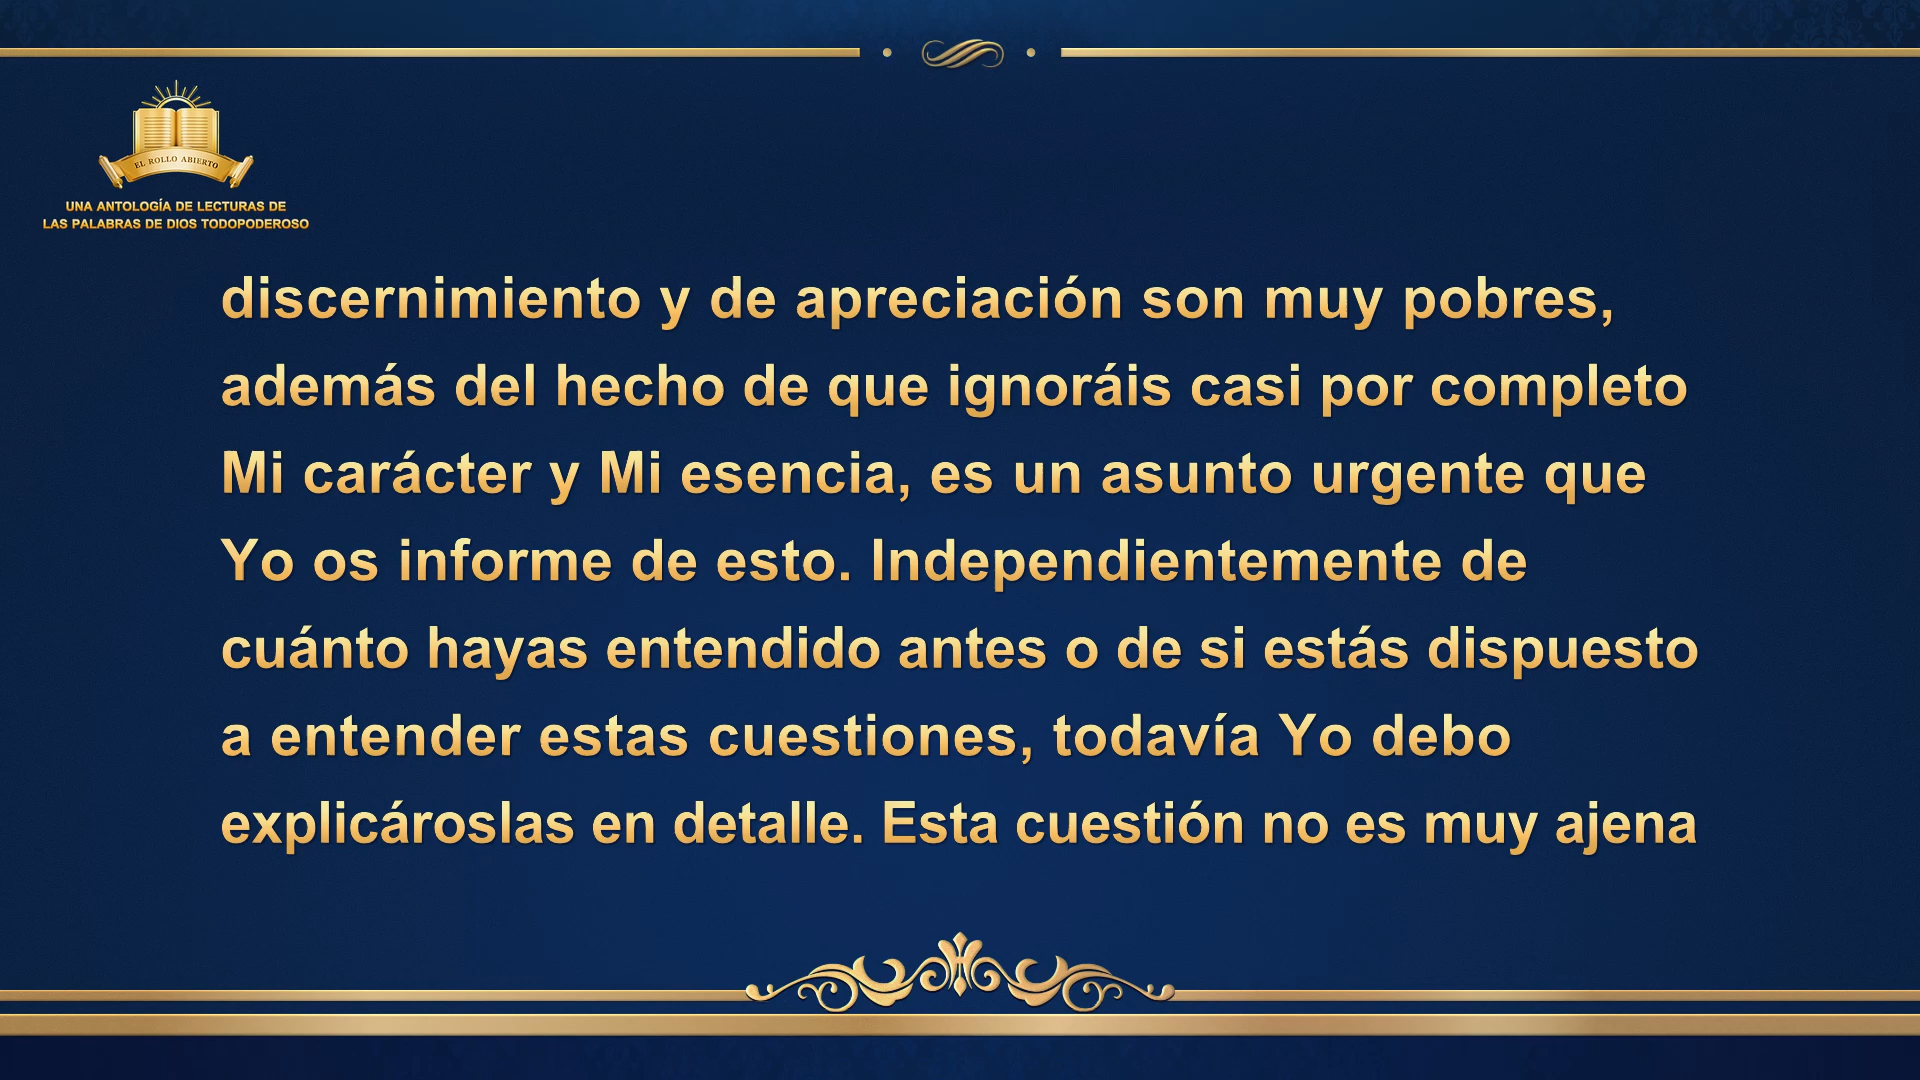 EL ROLLO ABIERTO
UNA ANTOLOGÍA DE LECTURAS DE
LAS PALABRAS DE DIOS TODOPODEROSO
discernimiento y de apreciación son muy pobres,
además del hecho de que ignoráis casi por completo
Mi carácter y Mi esencia, es un asunto urgente que
Yo os informe de esto. Independientemente de
cuánto hayas entendido antes o de si estás dispuesto
a entender estas cuestiones, todavía Yo debo
explicároslas en detalle. Esta cuestión no es muy ajena